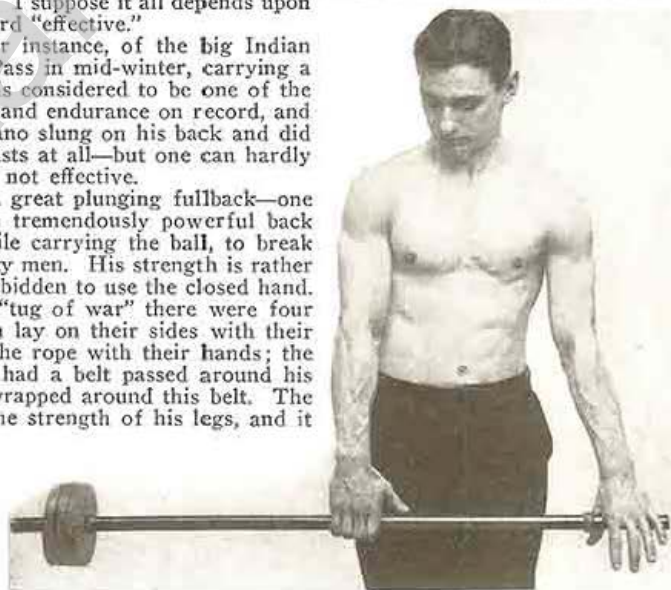 I suppose it all depends upon
rd “effective.”
r instance, of the big Indian
ass in mid-winter, carrying a
s considered to be one of the
and endurance on record, and
no slung on his back and did
sts at all—but one can hardly
not effective.
great plunging fullback—one
tremendously powerful back
ile carrying the ball, to break
y men. His strength is rather
bidden to use the closed hand.
“tug of war” there were four
lay on their sides with their
he rope with their hands; the
had a belt passed around his
wrapped around this belt. The
e strength of his legs, and it